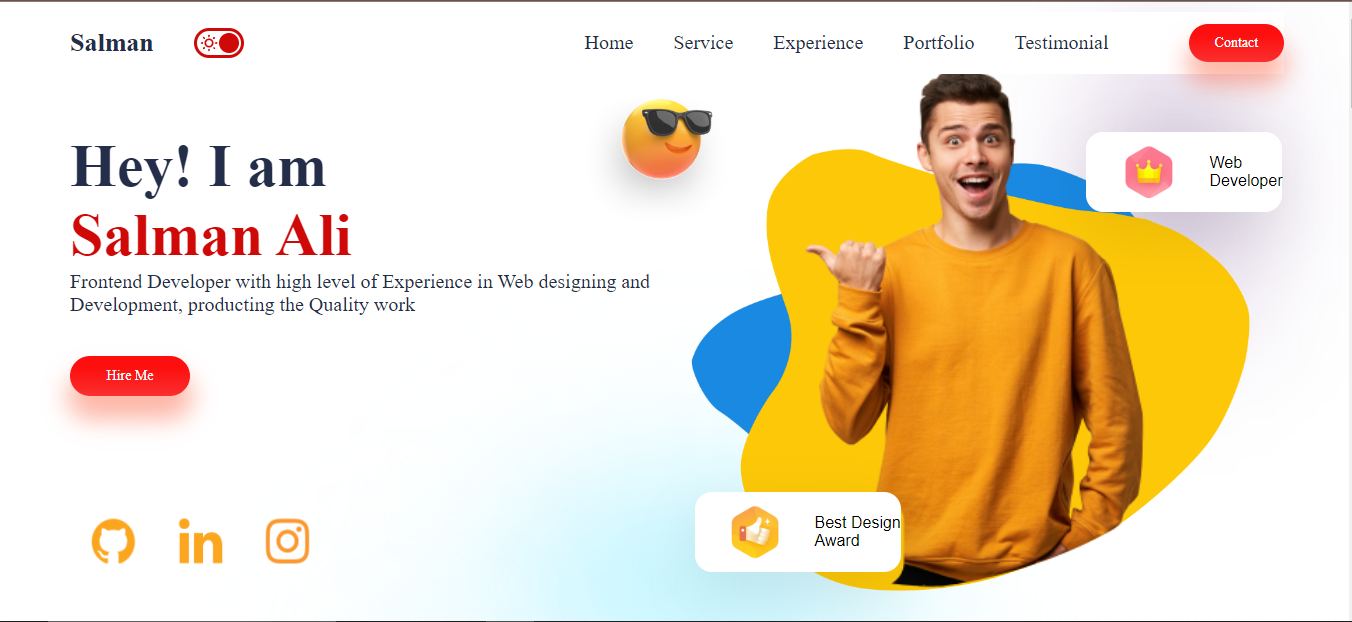 Salman
Home Service Experience Portfolio Testimonial Contact
Hey! I am
Salman Ali
Frontend Developer with high level of Experience in Web designing and
Development, producting the Quality work
Hire Me
Web
Developer
Best Design
Award
in